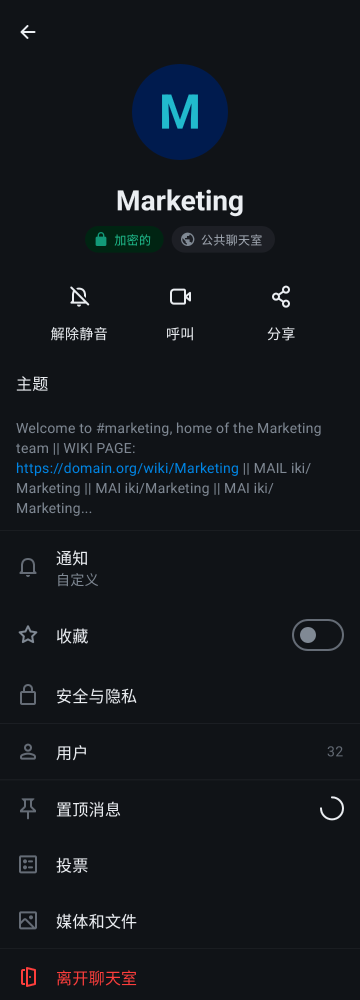 M
Marketing
加密的
公共聊天室
解除静音
呼叫
分享
主题
Welcome to #marketing, home of the Marketing
team || WIKI PAGE:
https://domain.org/wiki/Marketing || MAIL iki/
Marketing || MAI iki/Marketing || MAI iki/
Marketing...
通知
自定义
收藏
安全与隐私
用户
32
置顶消息
投票
媒体和文件
离开聊天室